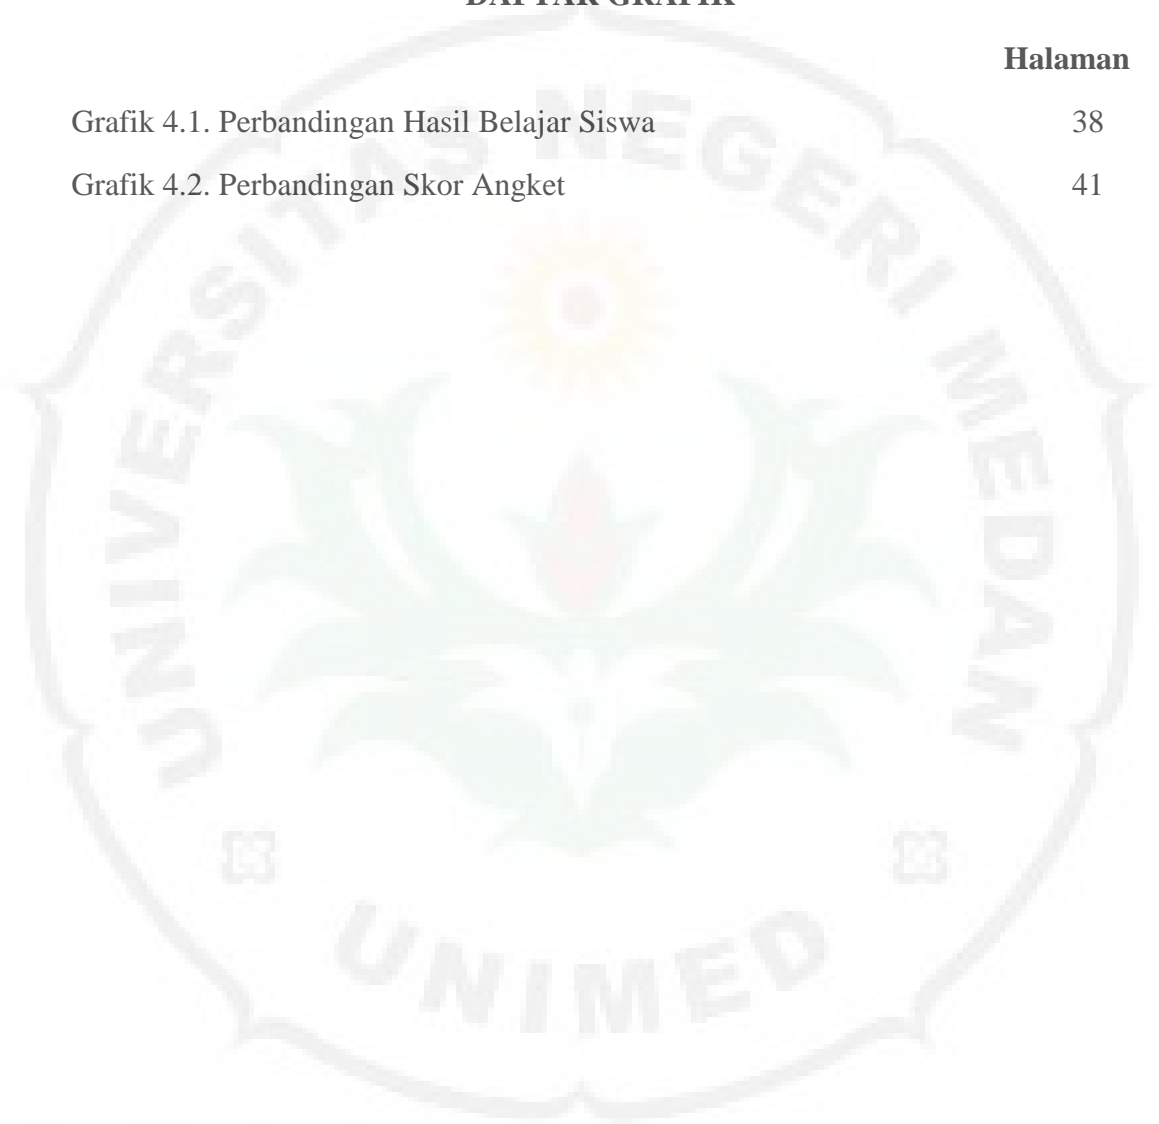 DAFTAR GRAFIK
Halaman
Grafik 4.1. Perbandingan Hasil Belajar Siswa 38
Grafik 4.2. Perbandingan Skor Angket 41
UNIVERSITAS NEGERI MEDAN
UNIMED